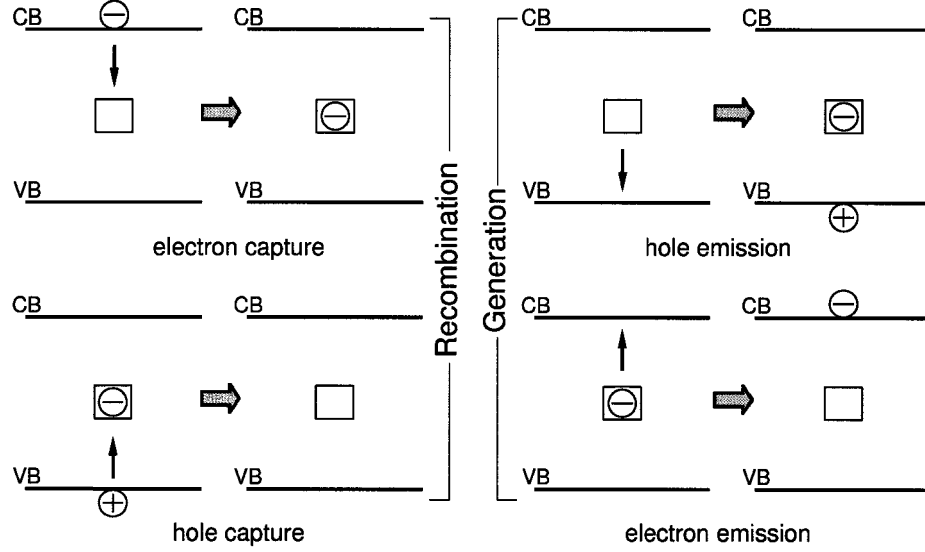 CB
CB
VB
VB
electron capture
CB
CB
VB
VB
hole capture
Recombination
Generation
CB
CB
VB
VB
hole emission
CB
CB
VB
VB
electron emission